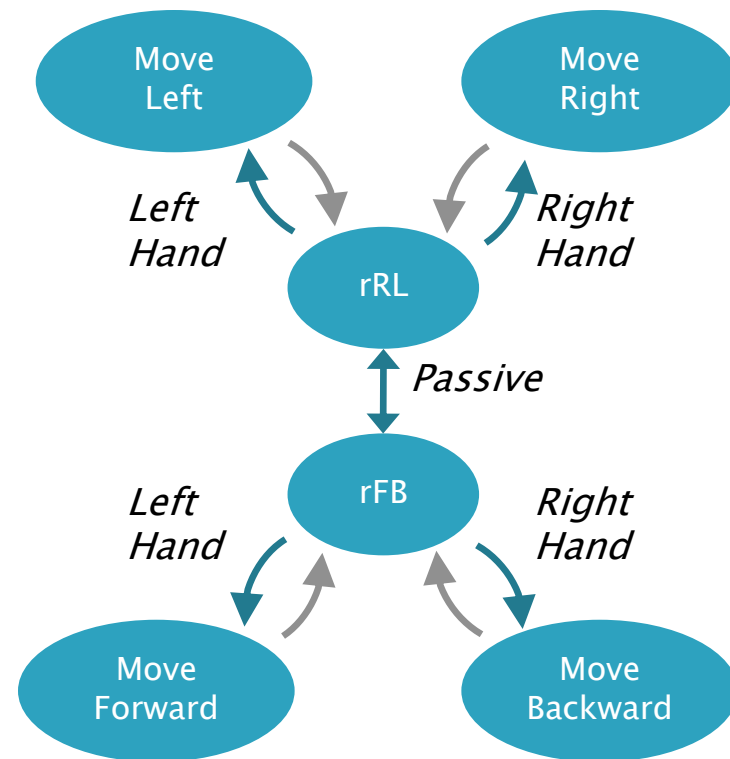 Move
Left
Move
Right
Left
Hand
Right
Hand
rRL
Passive
rFB
Left
Hand
Right
Hand
Move
Forward
Move
Backward